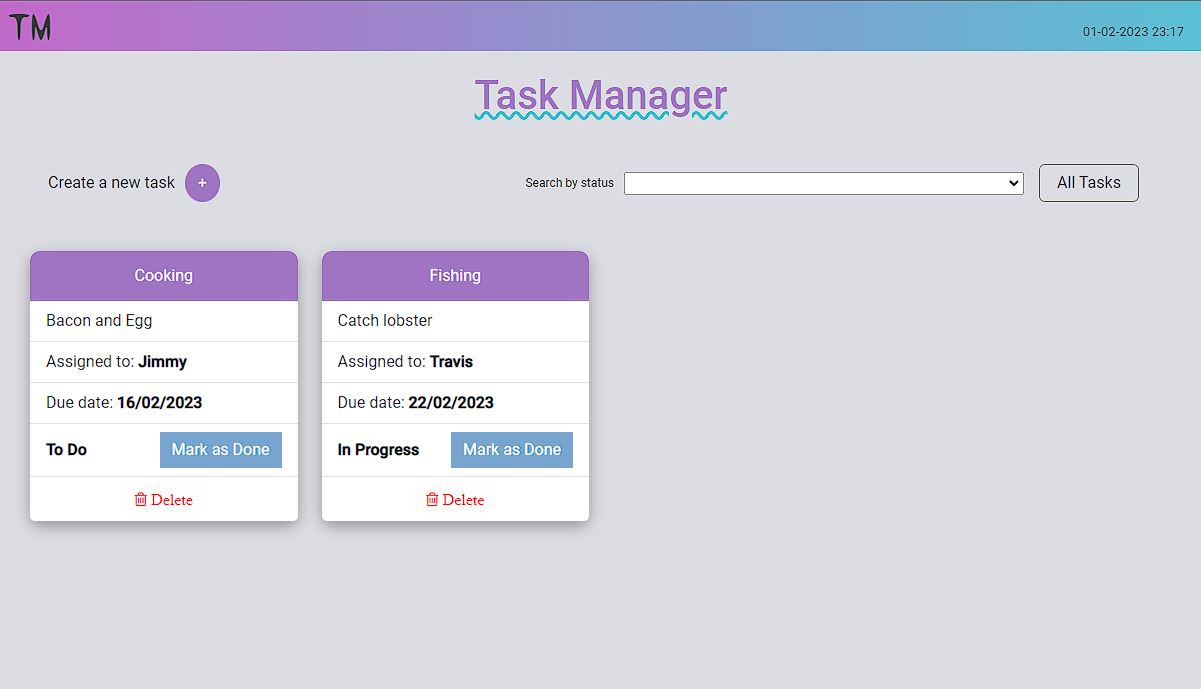 TM
01-02-2023 23:17
Task Manager
Create a new task +
Search by status
All Tasks
Cooking
Bacon and Egg
Assigned to: Jimmy
Due date: 16/02/2023
To Do Mark as Done
Delete
Fishing
Catch lobster
Assigned to: Travis
Due date: 22/02/2023
In Progress Mark as Done
Delete